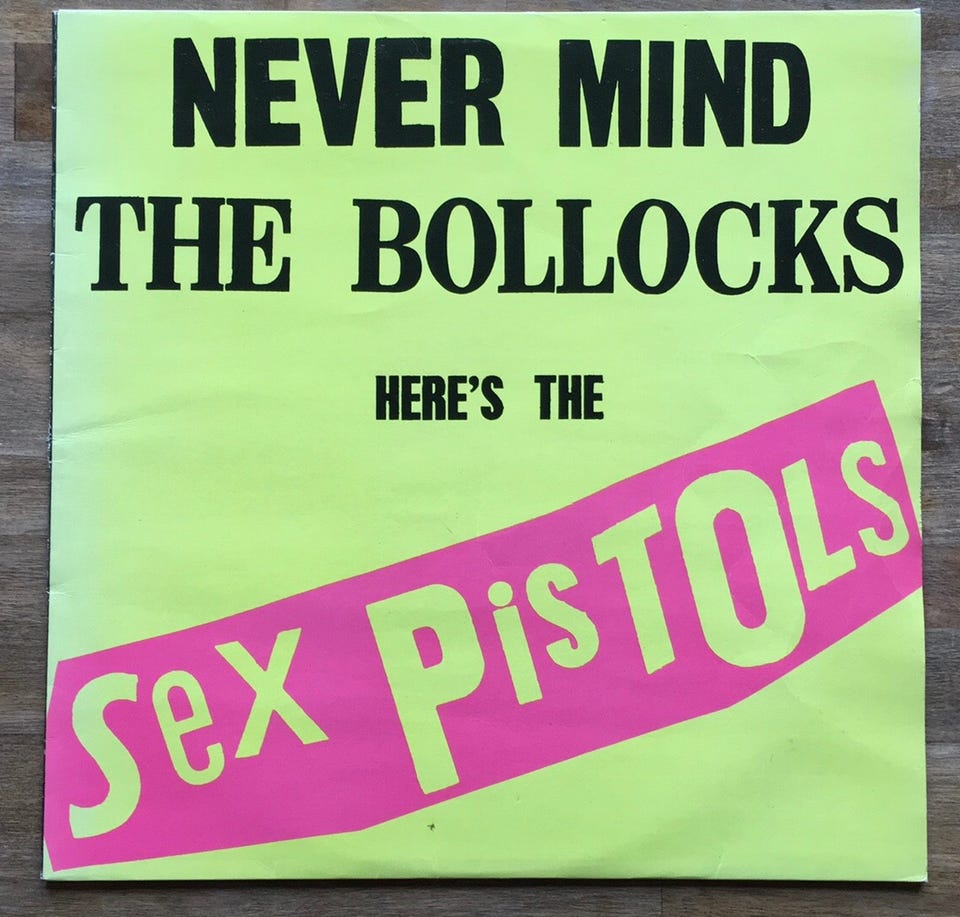 NEVER MIND
THE BOLLOCKS
HERE'S THE
Sex PisTOLS